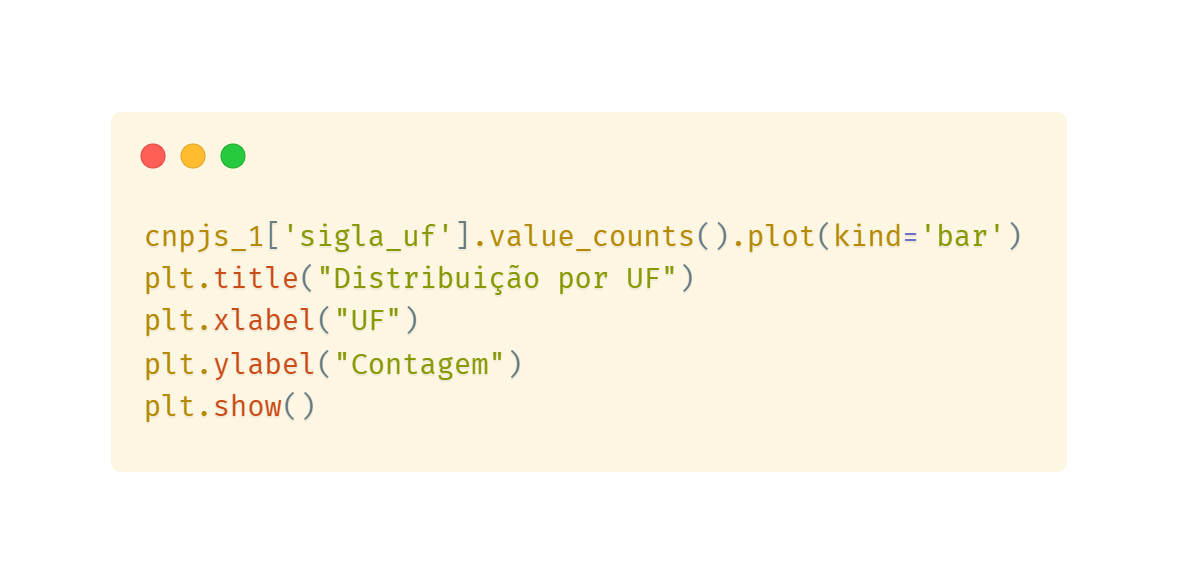 cnpjs_1['sigla_uf'].value_counts().plot(kind='bar')
plt.title("Distribuição por UF")
plt.xlabel("UF")
plt.ylabel("Contagem")
plt.show()